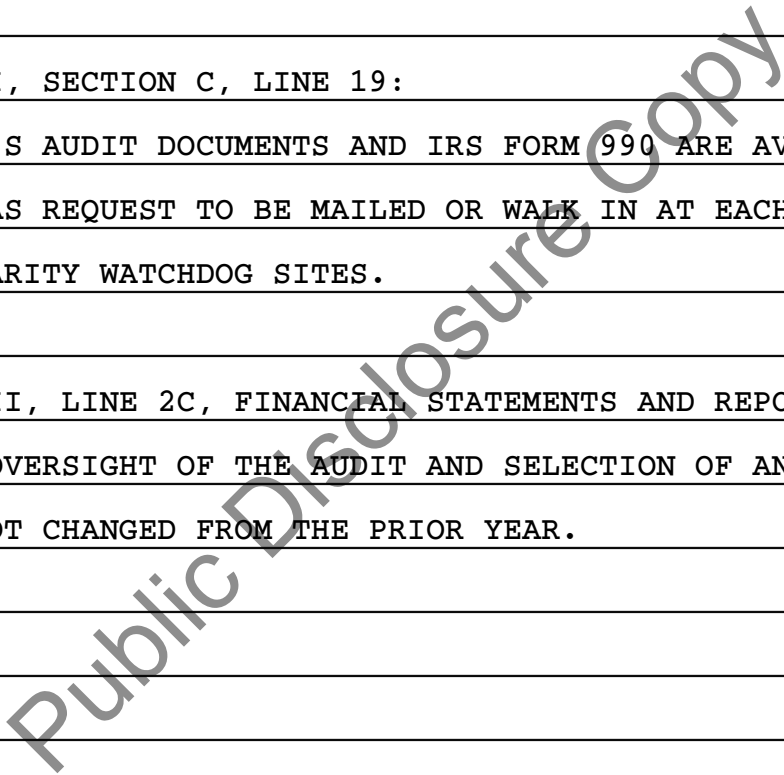 , SECTION C, LINE 19:
'S AUDIT DOCUMENTS AND IRS FORM 990 ARE AV
AS REQUEST TO BE MAILED OR WALK IN AT EACH
ARITY WATCHDOG SITES.
II, LINE 2C, FINANCIAL STATEMENTS AND REPO
OVERSIGHT OF THE AUDIT AND SELECTION OF AN
OT CHANGED FROM THE PRIOR YEAR.
Public Disclosure Copy